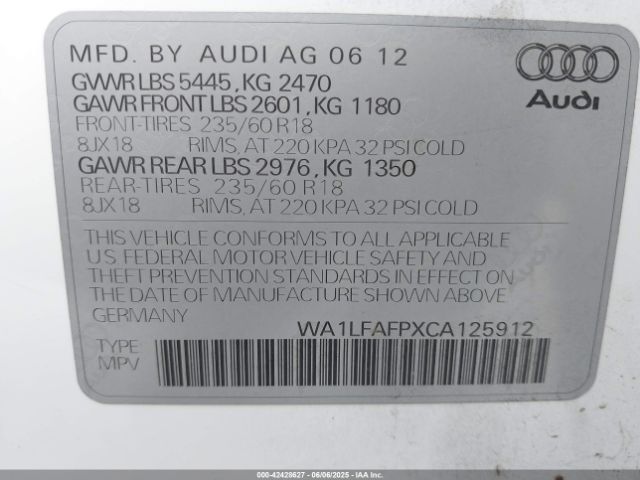 MFD. BY AUDI AG 06 12
GVWR LBS 5445, KG 2470
GAWR FRONT LBS 2601, KG 1180
FRONT-TIRES 235/60 R18
8JX18 RIMS, AT 220 KPA 32 PSI COLD
GAWR REAR LBS 2976, KG 1350
REAR-TIRES 235/60 R18
8JX18 RIMS, AT 220 KPA 32 PSI COLD
Audi
THIS VEHICLE CONFORMS TO ALL APPLICABLE
U.S. FEDERAL MOTOR VEHICLE SAFETY AND
THEFT PREVENTION STANDARDS IN EFFECT ON
THE DATE OF MANUFACTURE SHOWN ABOVE
GERMANY
WA1LFAFPXCA125912
TYPE
MPV
000-42428627 - 06/06/2025 - IAAI.COM